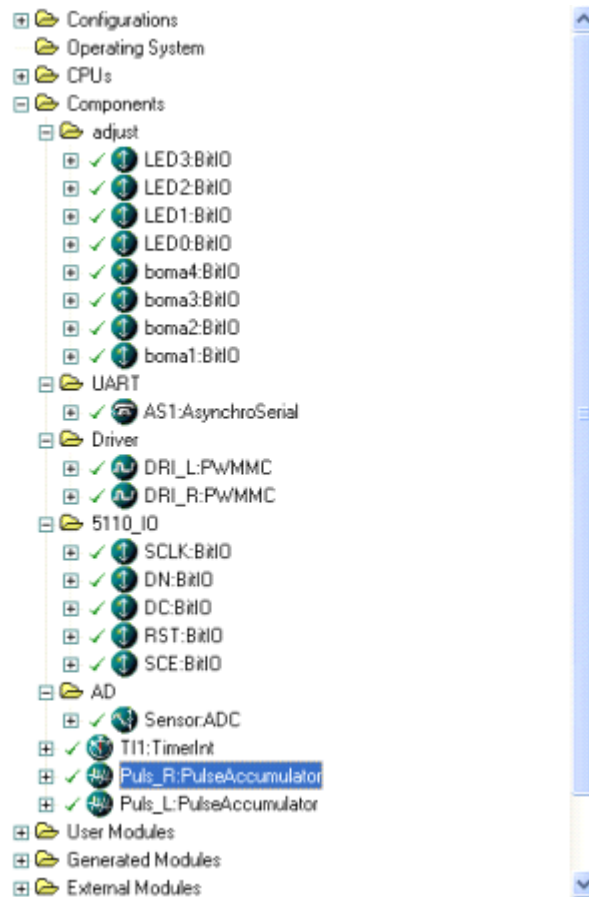 Configurations
Operating System
CPUs
Components
adjust
LED3:BitIO
LED2:BitIO
LED1:BitIO
LED0:BitIO
boma4:BitIO
boma3:BitIO
boma2:BitIO
boma1:BitIO
UART
AS1:AsynchroSerial
Driver
DRI_L:PWMMC
DRI_R:PWMMC
5110_IO
SCLK:BitIO
DN:BitIO
DC:BitIO
RST:BitIO
SCE:BitIO
AD
Sensor:ADC
TI1:TimerInt
Puls_R:PulseAccumulator
Puls_L:PulseAccumulator
User Modules
Generated Modules
External Modules